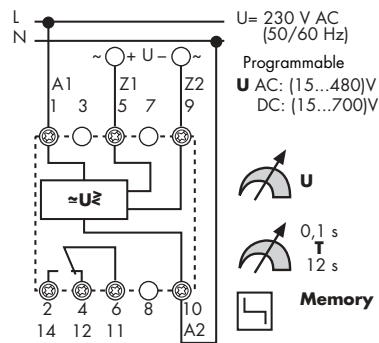 L
N
U= 230 V AC
(50/60 Hz)
~ + U – ~
Programmable
U AC: (15...480)V
DC: (15...700)V
A1 Z1 Z2
1 3 5 7 9
≃U≷
U
0,1 s
T
12 s
2 4 6 8 10
14 12 11 A2
Memory